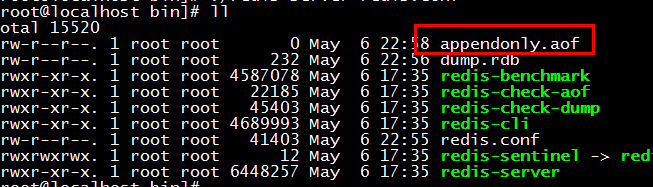 root@localhost bin]# ll
otal 15520
rw-r--r--. 1 root root 0 May 6 22:58 appendonly.aof
rw-r--r--. 1 root root 232 May 6 22:56 dump.rdb
rwxr-xr-x. 1 root root 4587078 May 6 17:35 redis-benchmark
rwxr-xr-x. 1 root root 22185 May 6 17:35 redis-check-aof
rwxr-xr-x. 1 root root 45403 May 6 17:35 redis-check-dump
rwxr-xr-x. 1 root root 4689993 May 6 17:35 redis-cli
rw-r--r--. 1 root root 41403 May 6 22:55 redis.conf
rwxrwxrwx. 1 root root 12 May 6 17:35 redis-sentinel -> red
rwxr-xr-x. 1 root root 6448257 May 6 17:35 redis-server